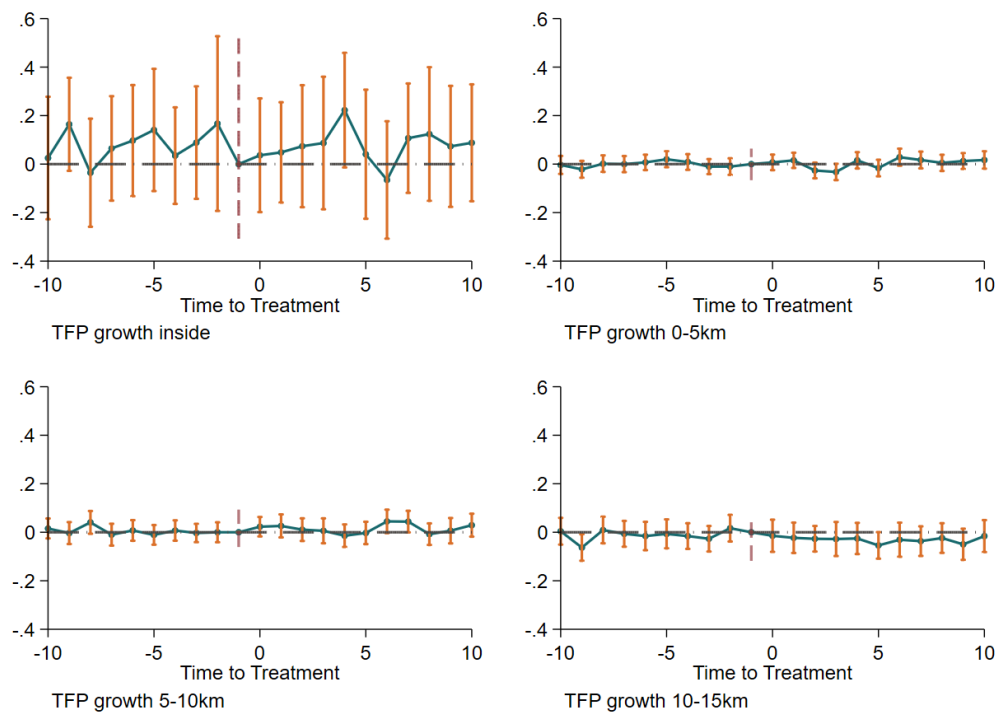 .6
.4
.2
0
-.2
-.4
-10 -5 0 5 10
Time to Treatment
TFP growth inside
.6
.4
.2
0
-.2
-.4
-10 -5 0 5 10
Time to Treatment
TFP growth 0-5km
.6
.4
.2
0
-.2
-.4
-10 -5 0 5 10
Time to Treatment
TFP growth 5-10km
.6
.4
.2
0
-.2
-.4
-10 -5 0 5 10
Time to Treatment
TFP growth 10-15km